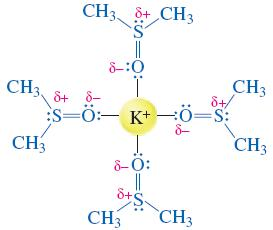 CH₃ δ+ CH₃
:S
δ− :O:
CH₃ δ+ δ− K⁺ δ+ CH₃
:S=O: :O=S:
CH₃ δ− CH₃
δ− :O:
δ+ S:
CH₃ CH₃